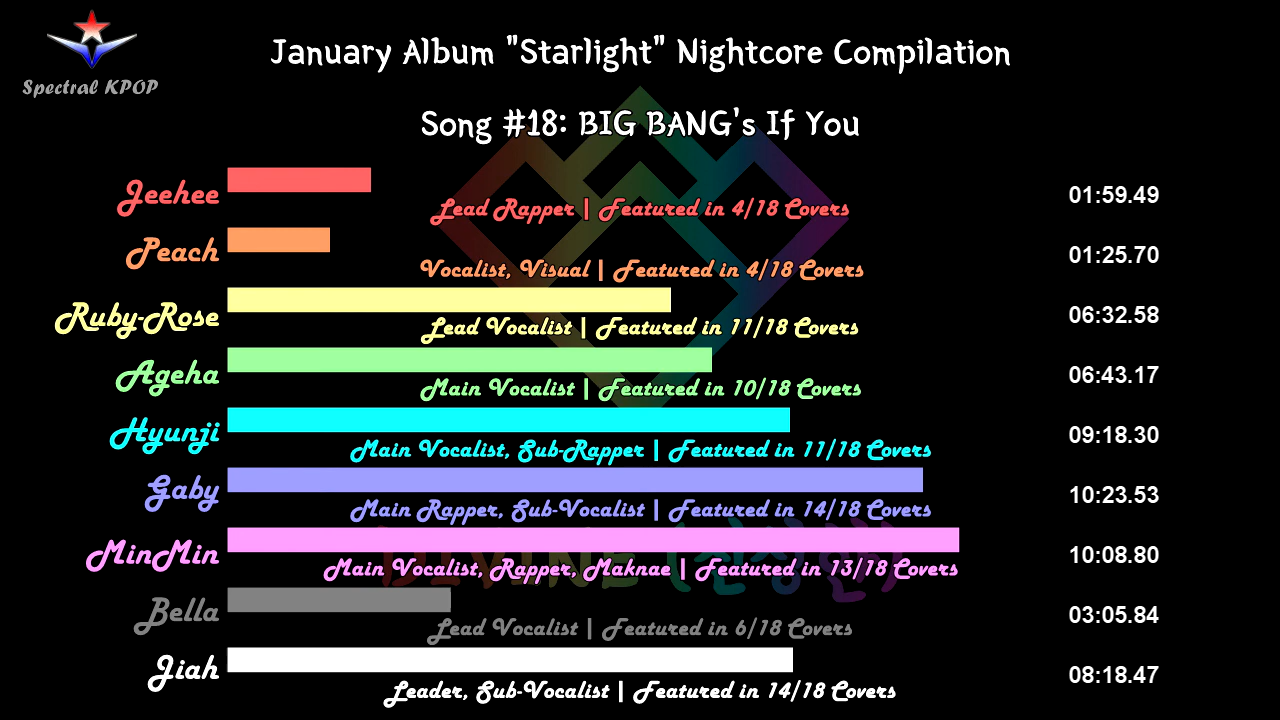 January Album "Starlight" Nightcore Compilation
Spectral KPOP
Song #18: BIG BANG's If You
Jeehee
01:59.49
Lead Rapper | Featured in 4/18 Covers
Peach
01:25.70
Vocalist, Visual | Featured in 4/18 Covers
Ruby-Rose
06:32.58
Lead Vocalist | Featured in 11/18 Covers
Ageha
06:43.17
Main Vocalist | Featured in 10/18 Covers
Hyunji
09:18.30
Main Vocalist, Sub-Rapper | Featured in 11/18 Covers
Gaby
10:23.53
Main Rapper, Sub-Vocalist | Featured in 14/18 Covers
MinMin
10:08.80
DIVINE
Main Vocalist, Rapper, Maknae | Featured in 13/18 Covers
Bella
03:05.84
Lead Vocalist | Featured in 6/18 Covers
Jiah
08:18.47
Leader, Sub-Vocalist | Featured in 14/18 Covers